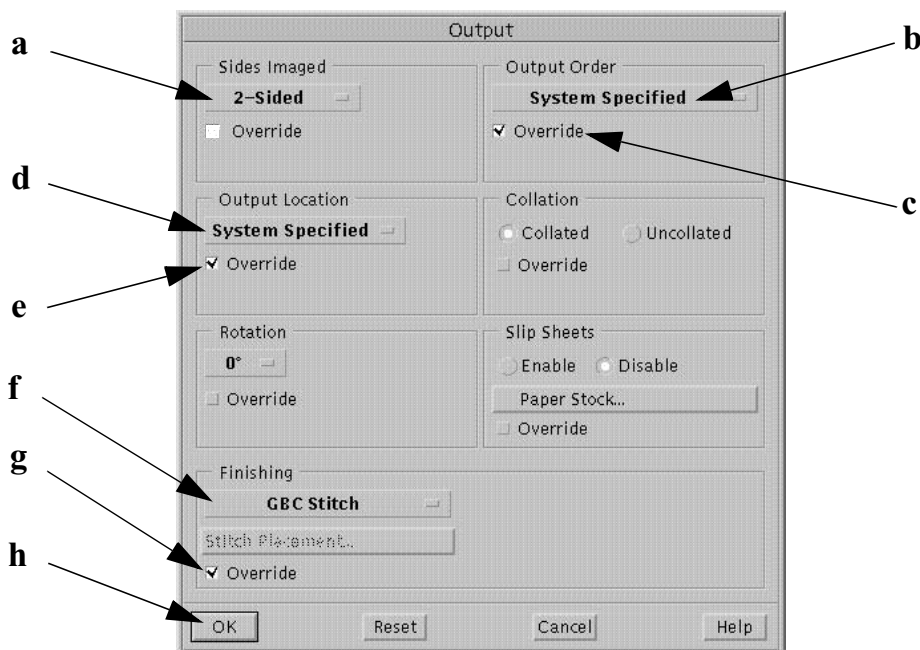 Output
a
b
Sides Imaged
2-Sided
Override
Output Order
System Specified
Override
c
d
Output Location
System Specified
Override
e
Collation
Collated
Uncollated
Override
Rotation
0°
Override
Slip Sheets
Enable
Disable
Paper Stock...
Override
f
g
Finishing
GBC Stitch
Stitch Placement...
Override
h
OK
Reset
Cancel
Help